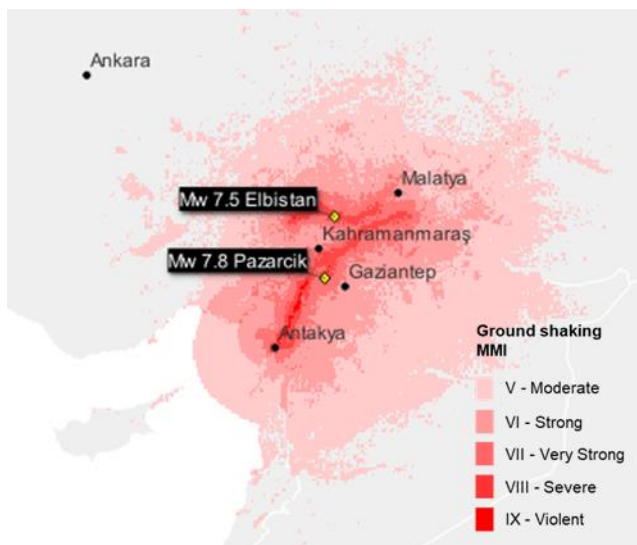 Ankara
Malatya
Mw 7.5 Elbistan
Kahramanmaraş
Mw 7.8 Pazarcik
Gaziantep
Antakya
Ground shaking
MMI
V - Moderate
VI - Strong
VII - Very Strong
VIII - Severe
IX - Violent